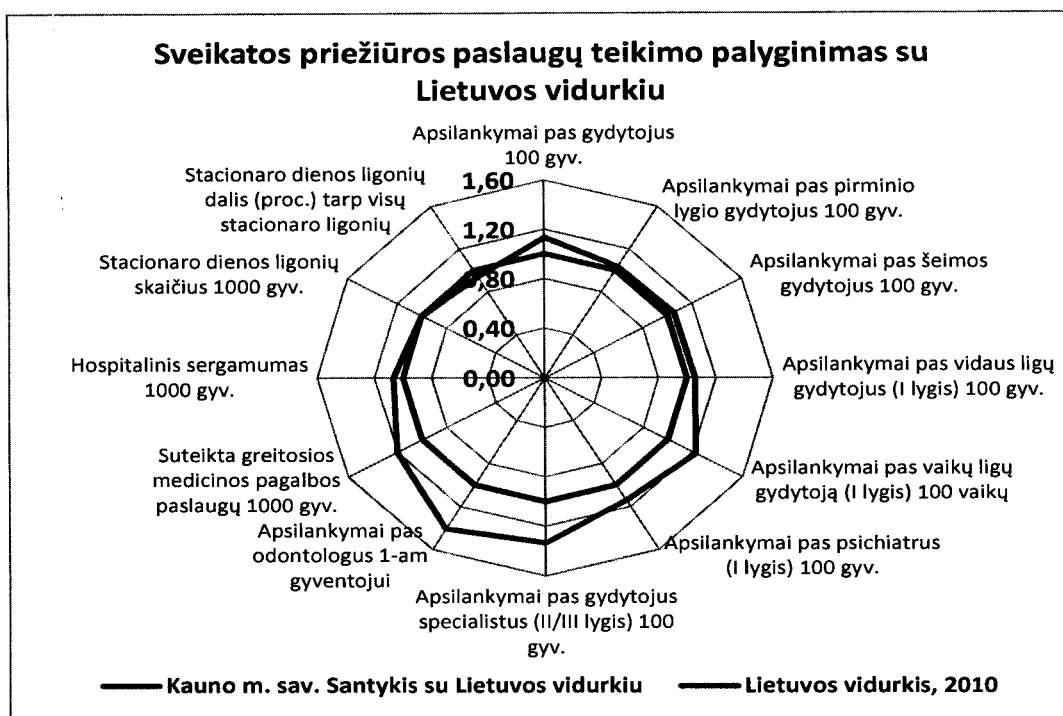 Sveikatos priežiūros paslaugų teikimo palyginimas su
Lietuvos vidurkiu
Apsilankymai pas gydytojus
100 gyv.
Apsilankymai pas pirminio
lygio gydytojus 100 gyv.
Apsilankymai pas šeimos
gydytojus 100 gyv.
Apsilankymai pas vidaus ligų
gydytojus (I lygis) 100 gyv.
Apsilankymai pas vaikų ligų
gydytoją (I lygis) 100 vaikų
Apsilankymai pas psichiatrus
(I lygis) 100 gyv.
Apsilankymai pas gydytojus
specialistus (II/III lygis) 100
gyv.
Apsilankymai pas
odontologus 1-am
gyventojui
Suteikta greitosios
medicinos pagalbos
paslaugų 1000 gyv.
Hospitalinis sergamumas
1000 gyv.
Stacionaro dienos ligonių
skaičius 1000 gyv.
Stacionaro dienos ligonių
dalis (proc.) tarp visų
stacionaro ligonių
1,60
1,20
0,80
0,40
0,00
Kauno m. sav. Santykis su Lietuvos vidurkiu
Lietuvos vidurkis, 2010